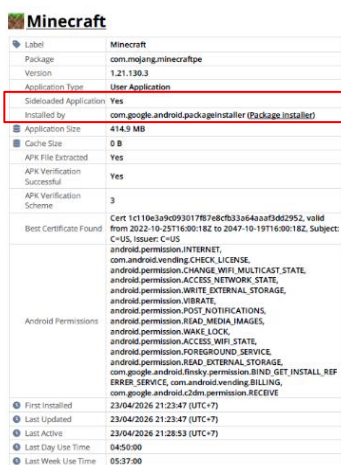 Minecraft
Label Minecraft
Package com.mojang.minecraftpe
Version 1.21.130.3
Application Type User Application
Sideloaded Application Yes
Installed by com.google.android.packageinstaller (Package installer)
Application Size 414.9 MB
Cache Size 0 B
APK File Extracted Yes
APK Verification
Successful Yes
APK Verification
Scheme 3
Best Certificate Found Cert 1c110e3a9c093017f87e8cfb33a64aaaf3dd2952, valid
from 2022-10-25T16:00:18Z to 2047-10-19T16:00:18Z, Subject:
C=US, Issuer: C=US
Android Permissions android.permission.INTERNET,
com.android.vending.CHECK_LICENSE,
android.permission.CHANGE_WIFI_MULTICAST_STATE,
android.permission.ACCESS_NETWORK_STATE,
android.permission.WRITE_EXTERNAL_STORAGE,
android.permission.VIBRATE,
android.permission.POST_NOTIFICATIONS,
android.permission.READ_MEDIA_IMAGES,
android.permission.WAKE_LOCK,
android.permission.ACCESS_WIFI_STATE,
android.permission.FOREGROUND_SERVICE,
android.permission.READ_EXTERNAL_STORAGE,
com.google.android.finsky.permission.BIND_GET_INSTALL_REF
ERRER_SERVICE, com.android.vending.BILLING,
com.google.android.c2dm.permission.RECEIVE
First Installed 23/04/2026 21:23:47 (UTC+7)
Last Updated 23/04/2026 21:23:47 (UTC+7)
Last Active 23/04/2026 21:28:53 (UTC+7)
Last Day Use Time 04:50:00
Last Week Use Time 05:37:00